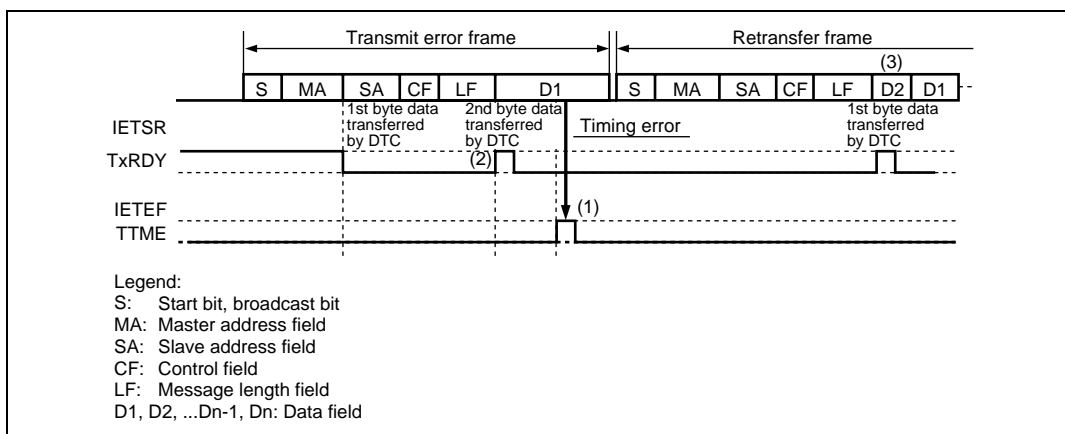 Transmit error frame Retransfer frame
(3)
S MA SA CF LF D1 S MA SA CF LF D2 D1
IETSR
1st byte data
transferred
by DTC
2nd byte data
transferred
by DTC
Timing error
1st byte data
transferred
by DTC
TxRDY
(2)
IETEF
(1)
TTME
Legend:
S: Start bit, broadcast bit
MA: Master address field
SA: Slave address field
CF: Control field
LF: Message length field
D1, D2, ...Dn-1, Dn: Data field